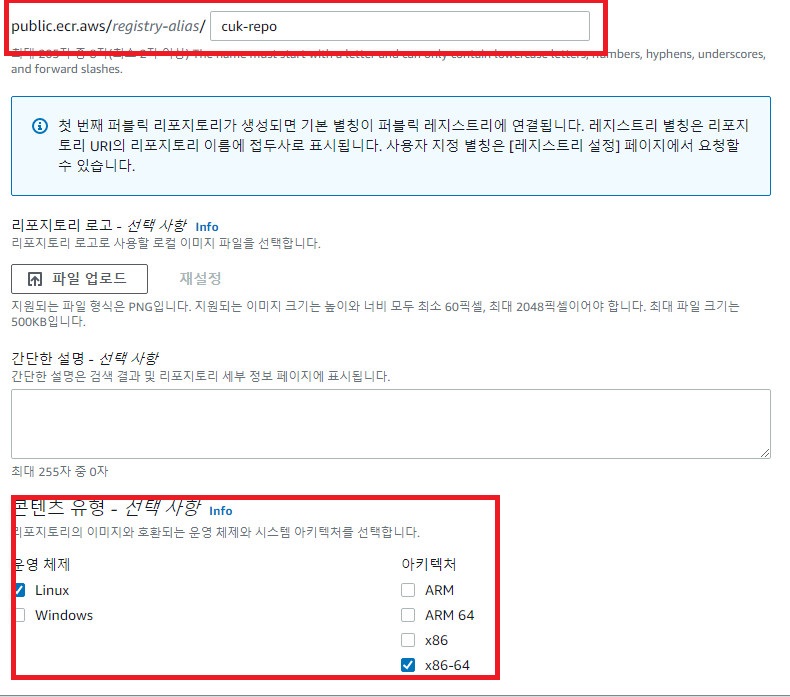 public.ecr.aws/registry-alias/ cuk-repo
최대 205자 중 8자(최소 2자 이상) The name must start with a letter and can only contain lowercase letters, numbers, hyphens, underscores,
and forward slashes.
첫 번째 퍼블릭 리포지토리가 생성되면 기본 별칭이 퍼블릭 레지스트리에 연결됩니다. 레지스트리 별칭은 리포지
토리 URI의 리포지토리 이름에 접두사로 표시됩니다. 사용자 지정 별칭은 [레지스트리 설정] 페이지에서 요청할
수 있습니다.
리포지토리 로고 - 선택 사항 Info
리포지토리 로고로 사용할 로컬 이미지 파일을 선택합니다.
파일 업로드 재설정
지원되는 파일 형식은 PNG입니다. 지원되는 이미지 크기는 높이와 너비 모두 최소 60픽셀, 최대 2048픽셀이어야 합니다. 최대 파일 크기는
500KB입니다.
간단한 설명 - 선택 사항
간단한 설명은 검색 결과 및 리포지토리 세부 정보 페이지에 표시됩니다.
최대 255자 중 0자
콘텐츠 유형 - 선택 사항 Info
리포지토리의 이미지와 호환되는 운영 체제와 시스템 아키텍처를 선택합니다.
운영 체제 아키텍처
Linux ARM
Windows ARM 64
x86
x86-64